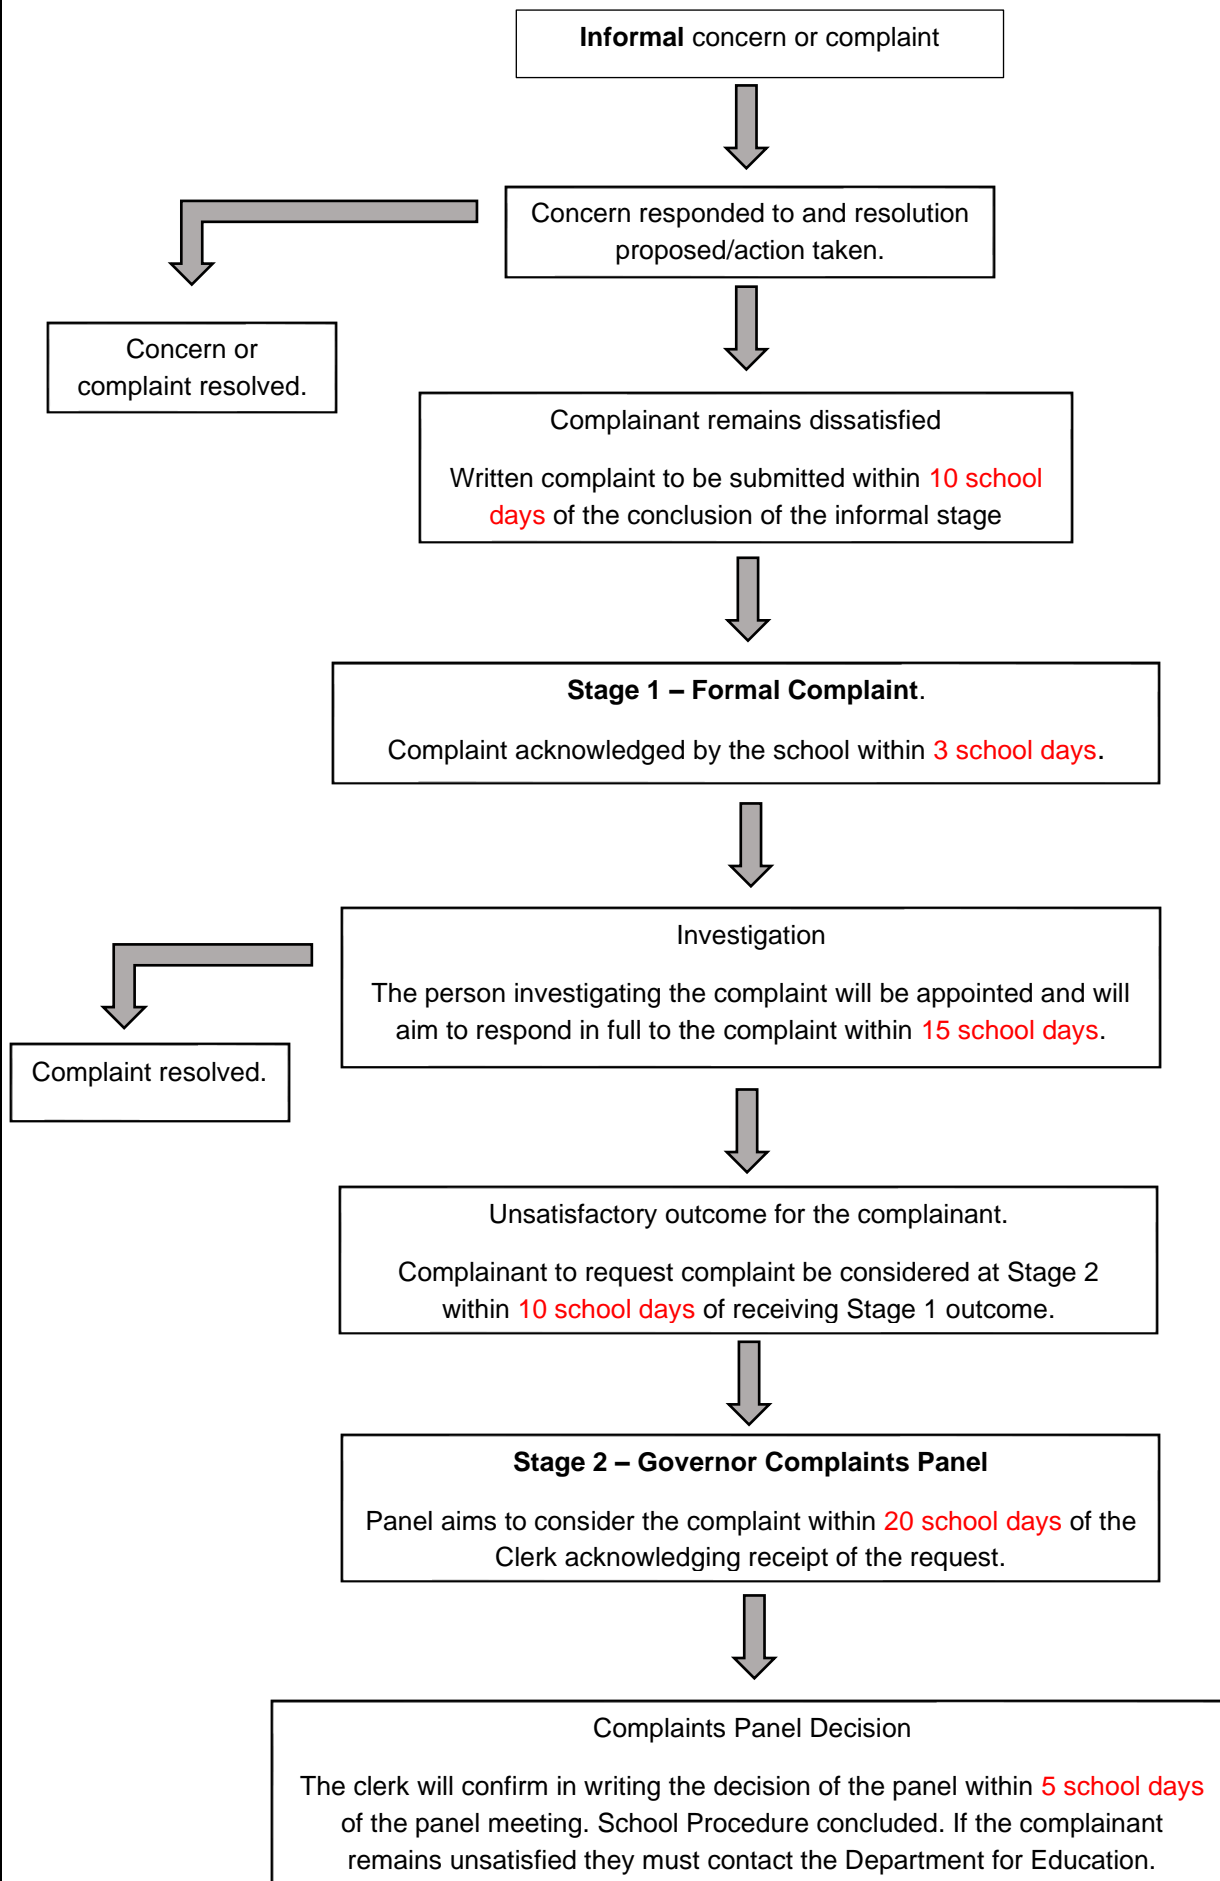 Informal concern or complaint
Concern responded to and resolution
proposed/action taken.
Concern or
complaint resolved.
Complainant remains dissatisfied
Written complaint to be submitted within 10 school
days of the conclusion of the informal stage
Stage 1 – Formal Complaint.
Complaint acknowledged by the school within 3 school days.
Investigation
The person investigating the complaint will be appointed and will
aim to respond in full to the complaint within 15 school days.
Complaint resolved.
Unsatisfactory outcome for the complainant.
Complainant to request complaint be considered at Stage 2
within 10 school days of receiving Stage 1 outcome.
Stage 2 – Governor Complaints Panel
Panel aims to consider the complaint within 20 school days of the
Clerk acknowledging receipt of the request.
Complaints Panel Decision
The clerk will confirm in writing the decision of the panel within 5 school days
of the panel meeting. School Procedure concluded. If the complainant
remains unsatisfied they must contact the Department for Education.